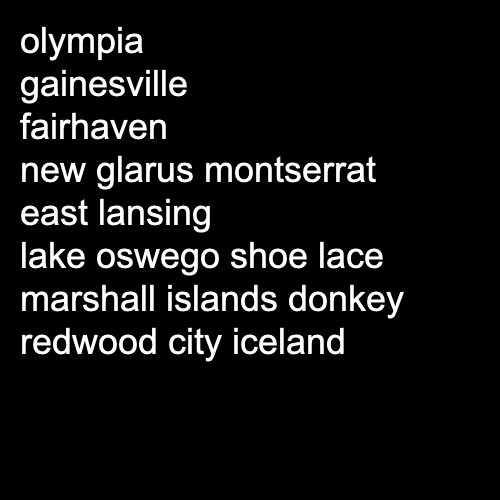 olympia
gainesville
fairhaven
new glarus montserrat
east lansing
lake oswego shoe lace
marshall islands donkey
redwood city iceland